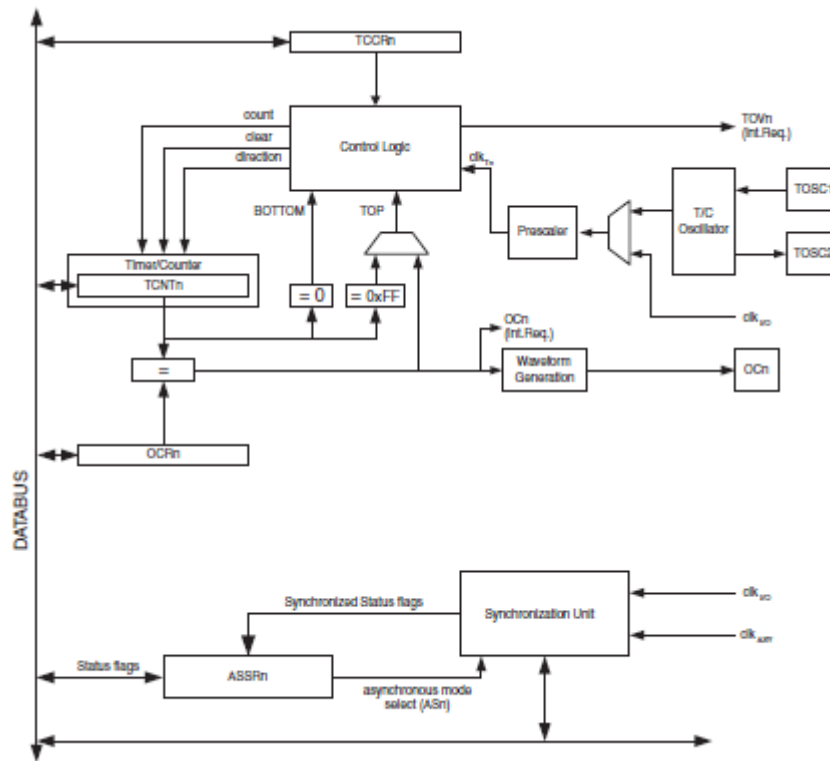 TCCRn
count
clear
direction
Control Logic
TOVn
(Int.Req.)
clkTn
BOTTOM
TOP
Prescaler
T/C
Oscillator
TOSC1
TOSC2
Timer/Counter
TCNTn
= 0
= 0xFF
clkI/O
OCn
(Int.Req.)
=
Waveform
Generation
OCn
OCRn
DATABUS
Synchronized Status flags
Synchronization Unit
clkI/O
clkASY
Status flags
ASSRn
asynchronous mode
select (ASn)